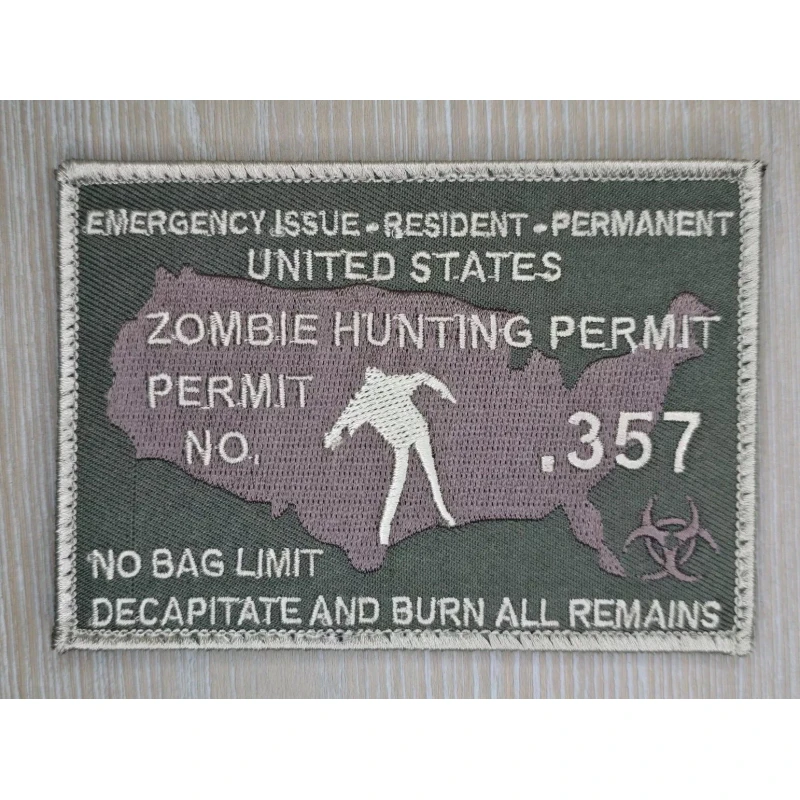 EMERGENCY ISSUE - RESIDENT - PERMANENT
UNITED STATES
ZOMBIE HUNTING PERMIT
PERMIT
NO. .357
NO BAG LIMIT
DECAPITATE AND BURN ALL REMAINS